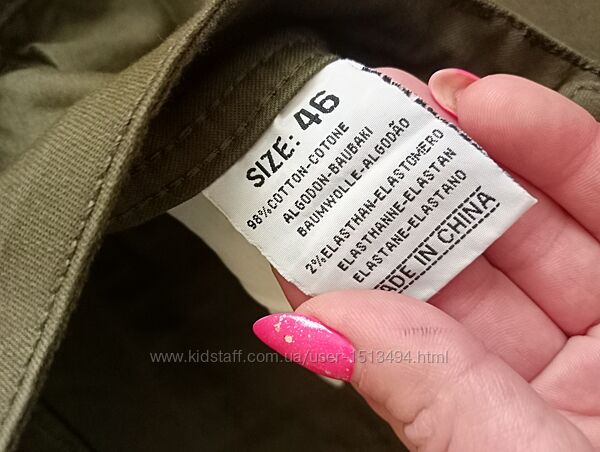 SIZE: 46
98%COTTON-COTONE
ALGODON-BAUBAKI
BAUMWOLLE-ALGODÃO
2%ELASTHAN-ELASTOMERO
ELASTHANNE-ELASTAN
ELASTANE-ELASTANO
MADE IN CHINA
www.kidstaff.com.ua/user-1513494.html